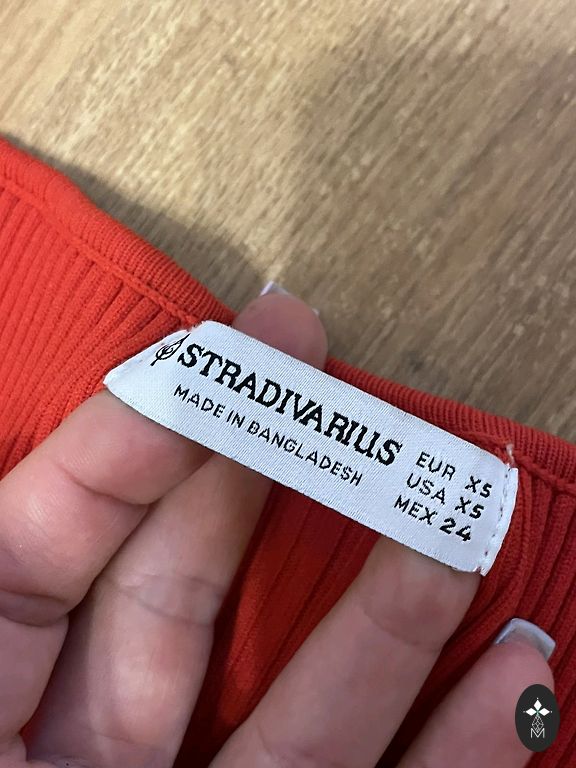 STRADIVARIUS
MADE IN BANGLADESH
EUR XS
USA XS
MEX 24
M